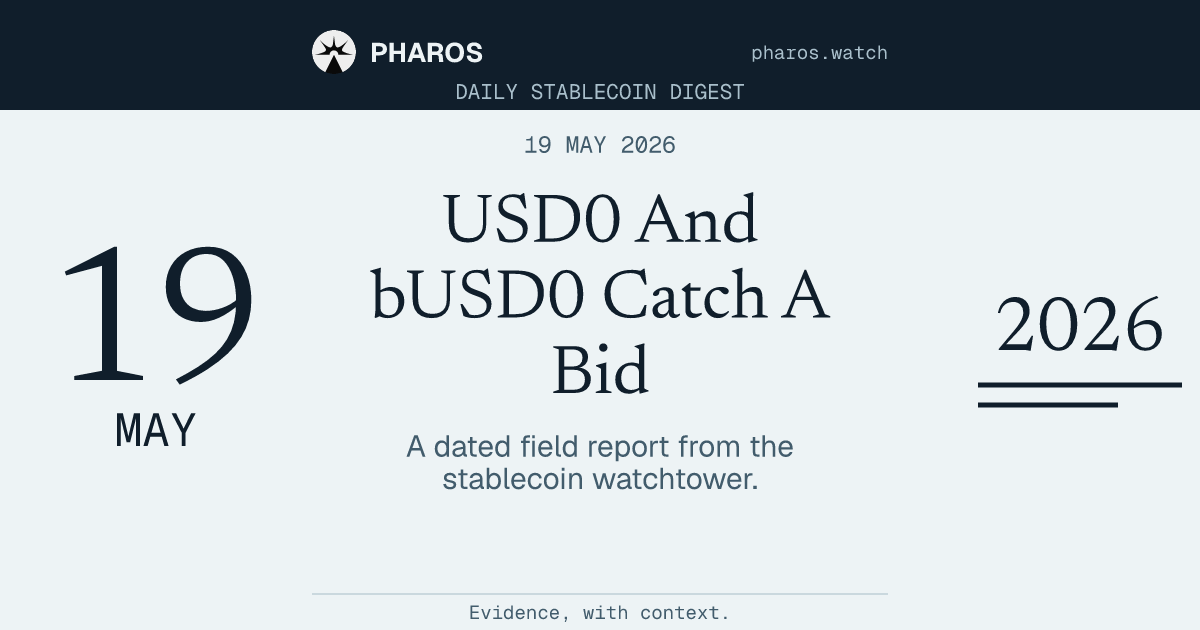 PHAROS
pharos.watch
DAILY STABLECOIN DIGEST
19 MAY 2026
USD0 And
bUSD0 Catch A
Bid
A dated field report from the
stablecoin watchtower.
19
MAY
2026
Evidence, with context.